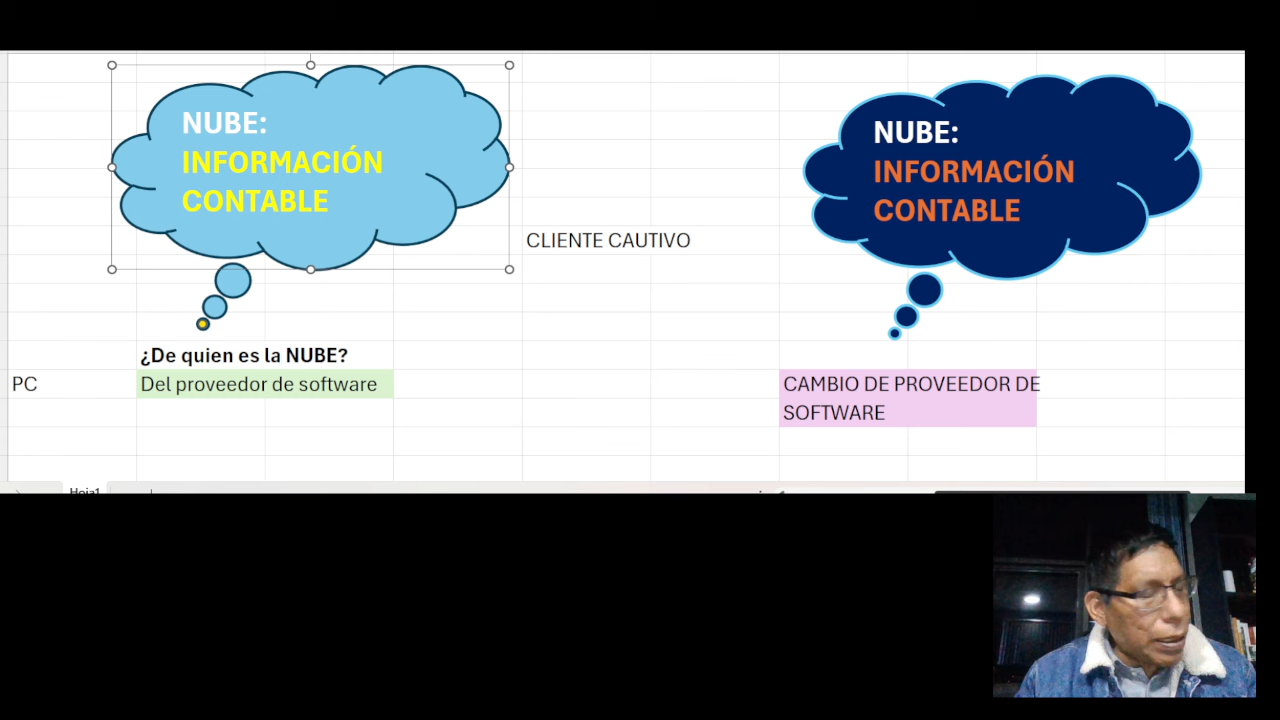 NUBE:
INFORMACIÓN
CONTABLE
NUBE:
INFORMACIÓN
CONTABLE
CLIENTE CAUTIVO
¿De quien es la NUBE?
PC
Del proveedor de software
CAMBIO DE PROVEEDOR DE
SOFTWARE
Hoja1